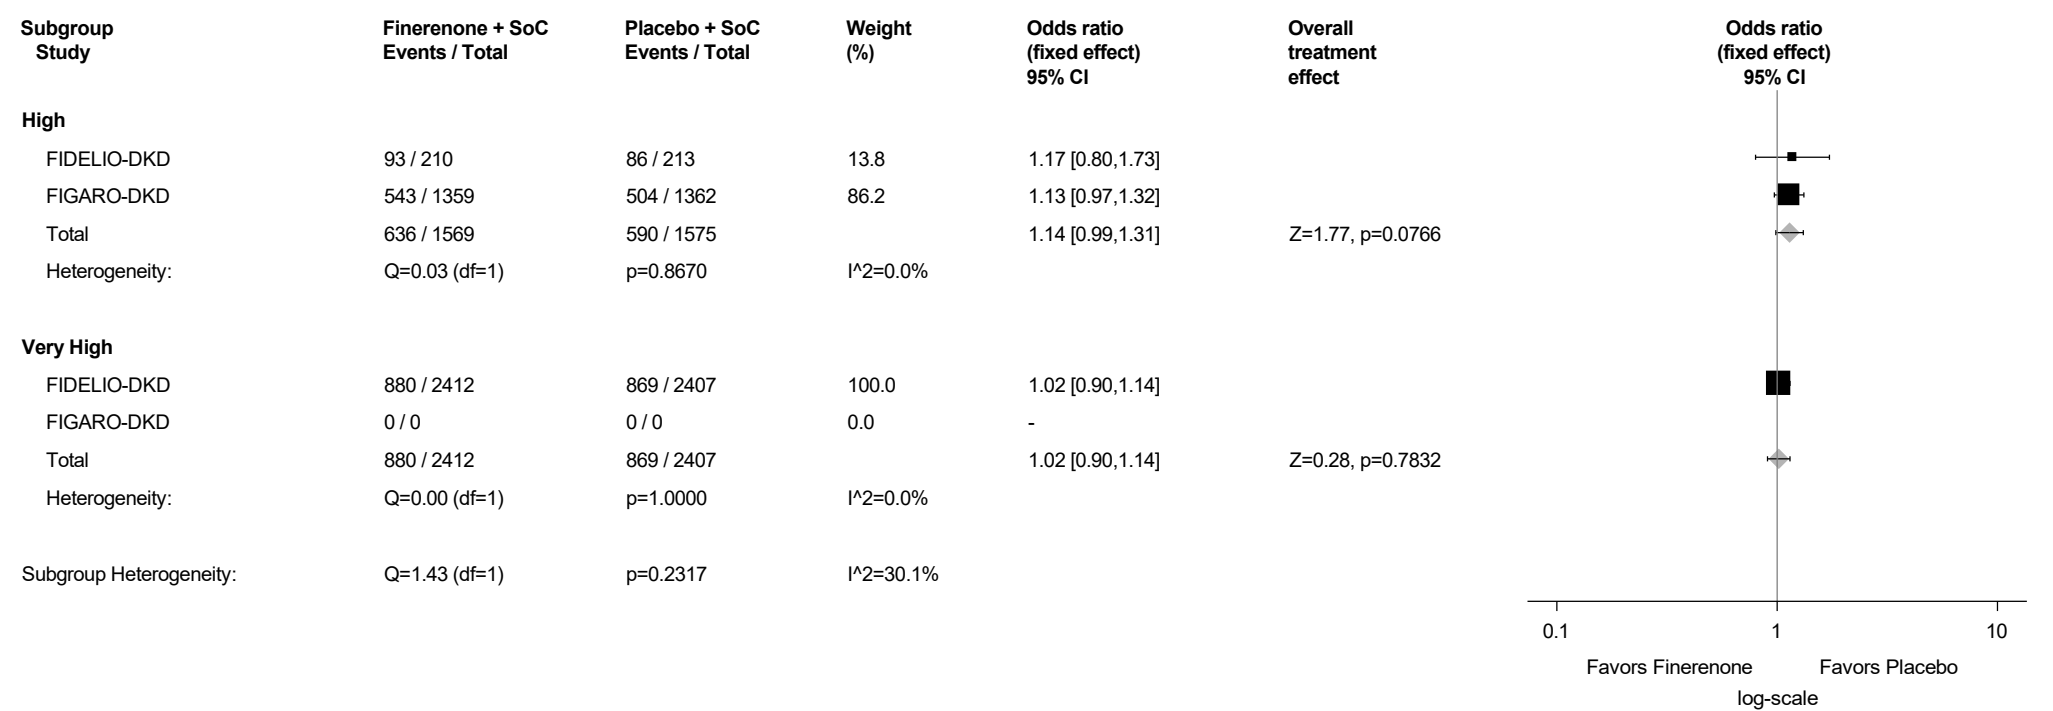 Subgroup Finerenone + SoC Placebo + SoC Weight Odds ratio Overall Odds ratio
Study Events / Total Events / Total (%) (fixed effect) treatment (fixed effect)
95% CI effect 95% CI
High
FIDELIO-DKD 93 / 210 86 / 213 13.8 1.17 [0.80,1.73]
FIGARO-DKD 543 / 1359 504 / 1362 86.2 1.13 [0.97,1.32]
Total 636 / 1569 590 / 1575 1.14 [0.99,1.31] Z=1.77, p=0.0766
Heterogeneity: Q=0.03 (df=1) p=0.8670 I^2=0.0%
Very High
FIDELIO-DKD 880 / 2412 869 / 2407 100.0 1.02 [0.90,1.14]
FIGARO-DKD 0 / 0 0 / 0 0.0 -
Total 880 / 2412 869 / 2407 1.02 [0.90,1.14] Z=0.28, p=0.7832
Heterogeneity: Q=0.00 (df=1) p=1.0000 I^2=0.0%
Subgroup Heterogeneity: Q=1.43 (df=1) p=0.2317 I^2=30.1%
0.1 1 10
Favors Finerenone Favors Placebo
log-scale